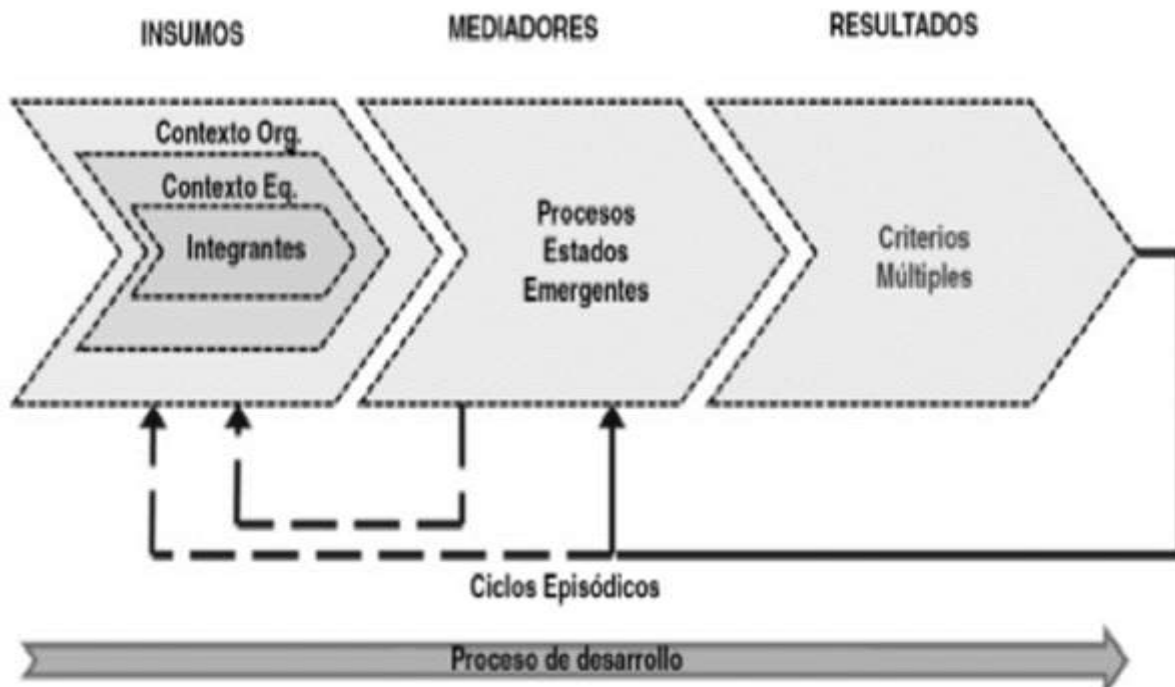 INSUMOS
MEDIADORES
RESULTADOS
Contexto Org.
Contexto Eq.
Integrantes
Procesos
Estados
Emergentes
Criterios
Múltiples
Ciclos Episódicos
Proceso de desarrollo